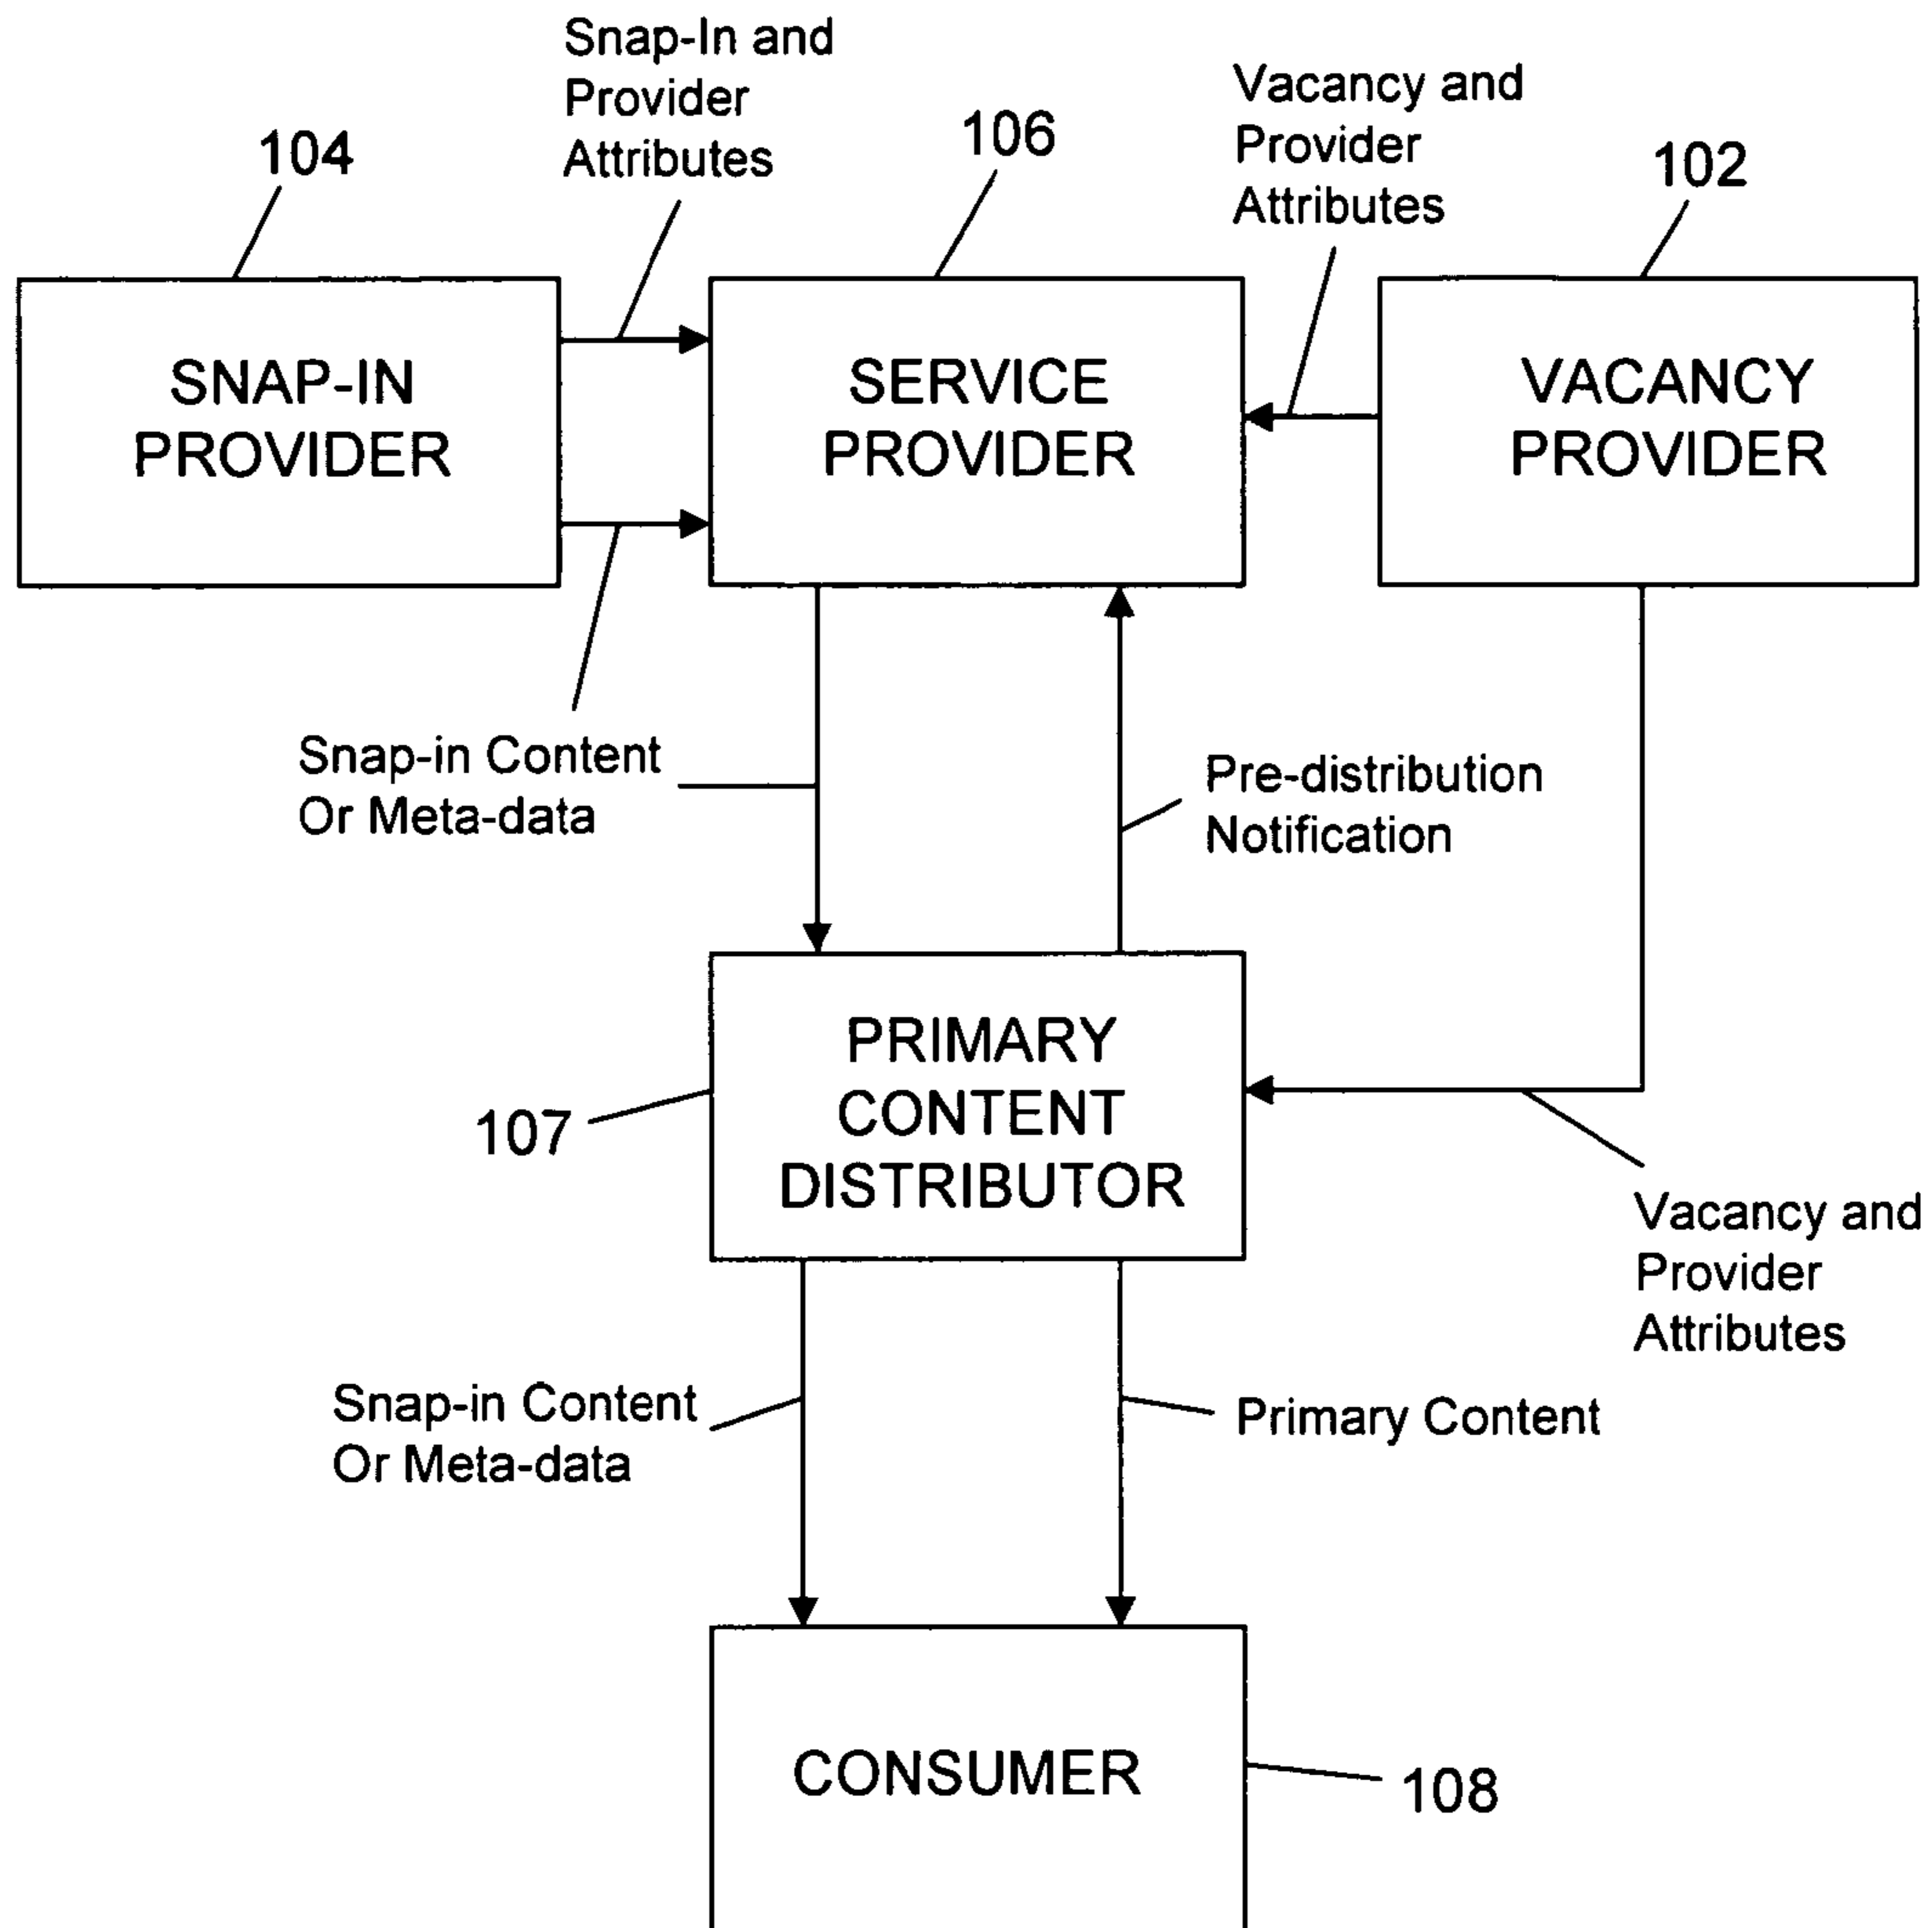 Snap-In and
Provider
Attributes
Vacancy and
Provider
Attributes
104
106
102
SNAP-IN
PROVIDER
SERVICE
PROVIDER
VACANCY
PROVIDER
Snap-in Content
Or Meta-data
Pre-distribution
Notification
PRIMARY
CONTENT
DISTRIBUTOR
107
Vacancy and
Provider
Attributes
Snap-in Content
Or Meta-data
Primary Content
CONSUMER
108